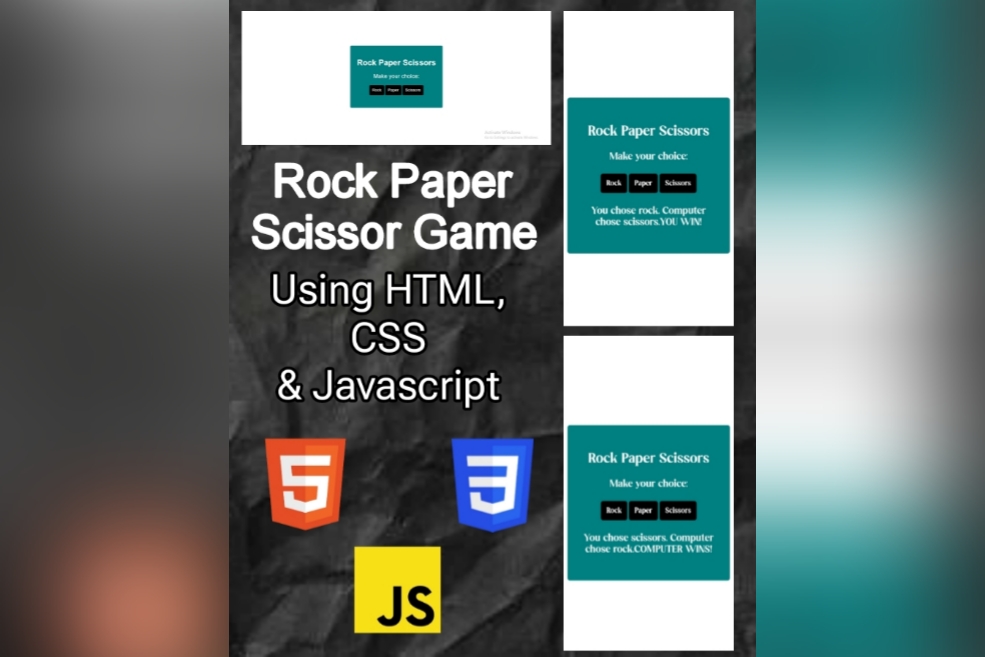 Rock Paper Scissors
Make your choice:
Rock Paper Scissors
Activate Windows
Rock Paper
Scissor Game
Using HTML,
CSS
& Javascript
5
3
JS
Rock Paper Scissors
Make your choice:
Rock Paper Scissors
You chose rock. Computer
chose scissors.YOU WIN!
Rock Paper Scissors
Make your choice:
Rock Paper Scissors
You chose scissors. Computer
chose rock.COMPUTER WINS!